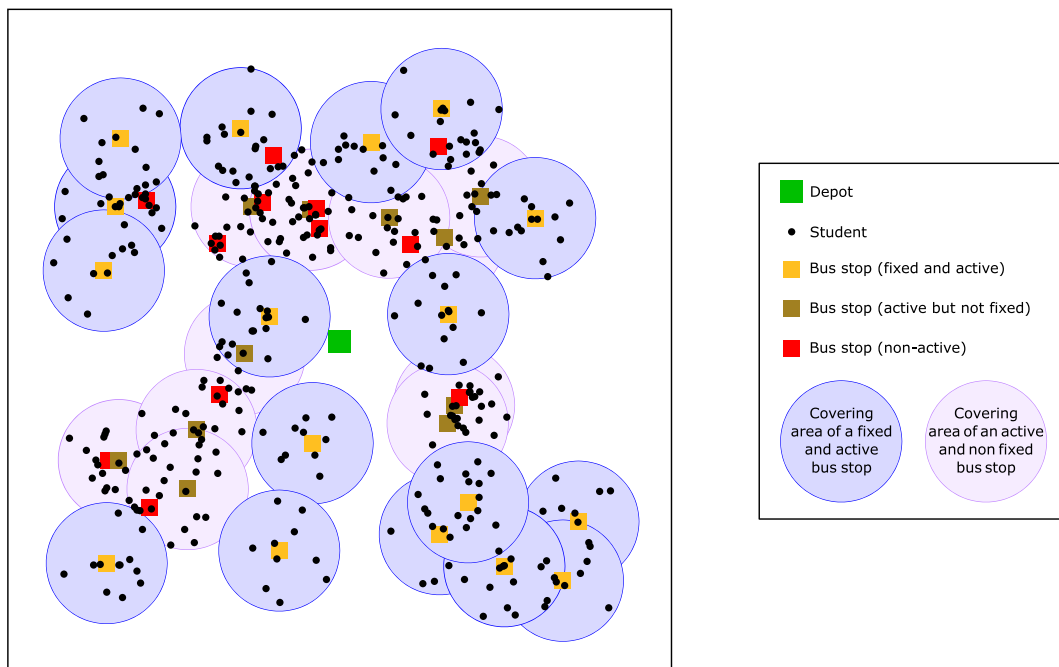 Depot
Student
Bus stop (fixed and active)
Bus stop (active but not fixed)
Bus stop (non-active)
Covering
area of a fixed
and active
bus stop
Covering
area of an active
and non fixed
bus stop